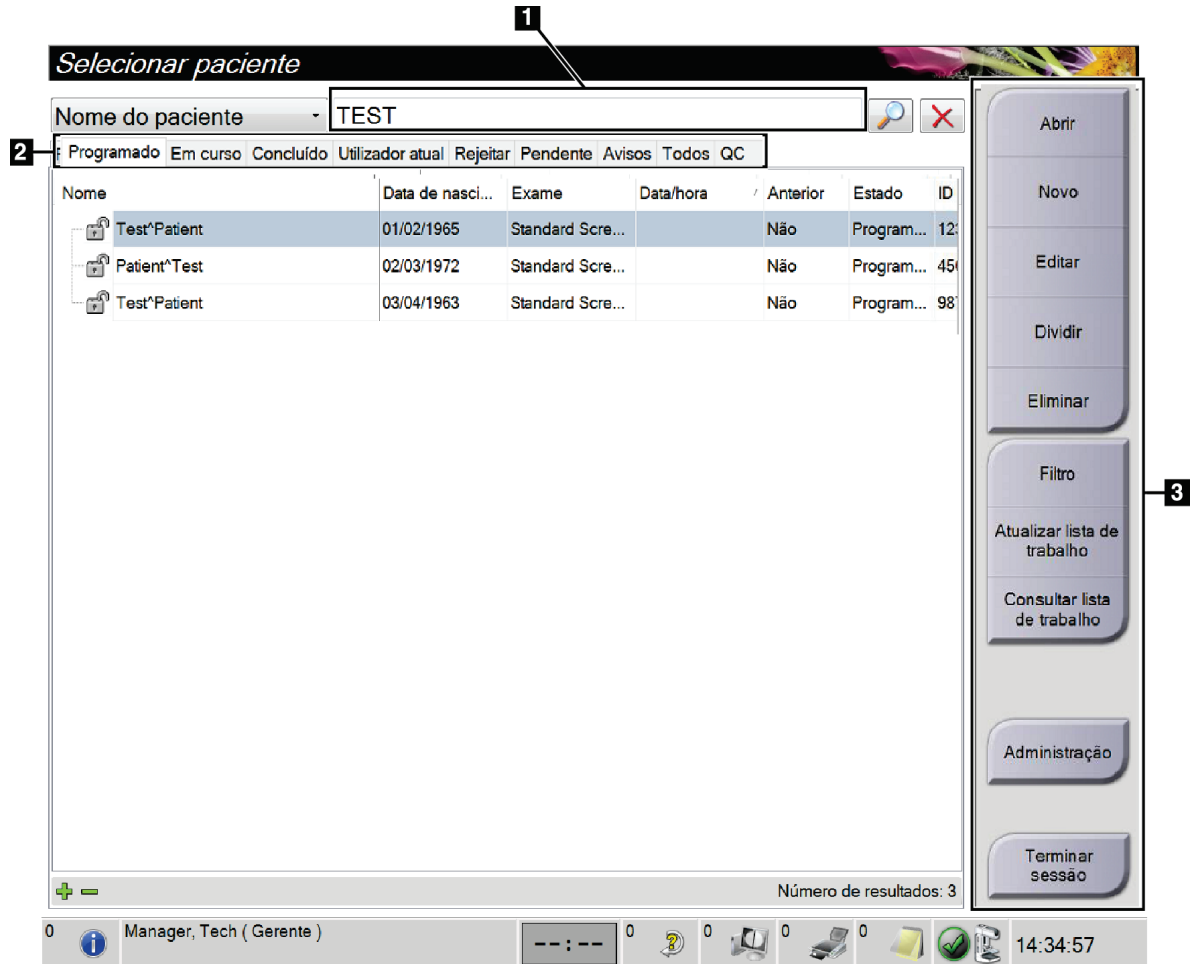 1
Selecionar paciente
Nome do paciente TEST
2
Programado Em curso Concluído Utilizador atual Rejeitar Pendente Avisos Todos QC
Nome Data de nasci... Exame Data/hora Anterior Estado ID
Test^Patient 01/02/1965 Standard Scre... Não Program... 123
Patient^Test 02/03/1972 Standard Scre... Não Program... 456
Test^Patient 03/04/1963 Standard Scre... Não Program... 987
Abrir
Novo
Editar
Dividir
Eliminar
Filtro
3
Atualizar lista de
trabalho
Consultar lista
de trabalho
Administração
Terminar
sessão
Número de resultados: 3
0 Manager, Tech ( Gerente ) --:-- 0 0 0 0 14:34:57